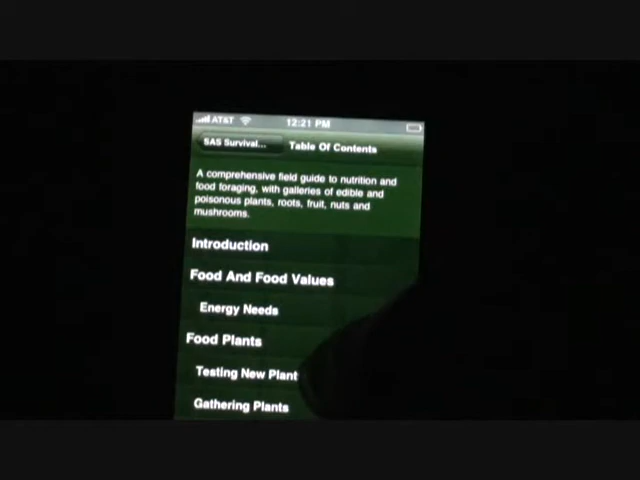 AT&T 12:21 PM
SAS Survival... Table Of Contents
A comprehensive field guide to nutrition and
food foraging, with galleries of edible and
poisonous plants, roots, fruit, nuts and
mushrooms.
Introduction
Food And Food Values
Energy Needs
Food Plants
Testing New Plant
Gathering Plants